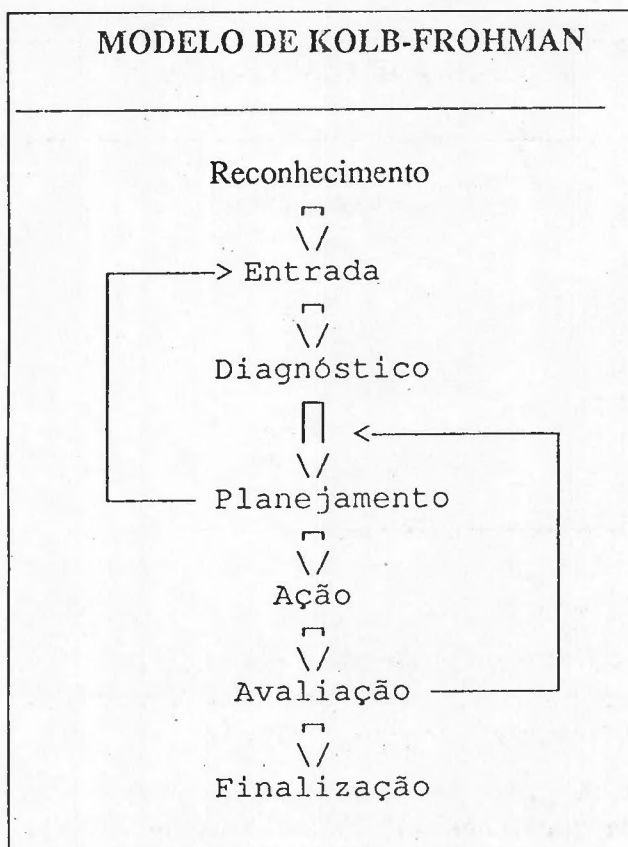 MODELO DE KOLB-FROHMAN
Reconhecimento
Entrada
Diagnóstico
Planejamento
Ação
Avaliação
Finalização